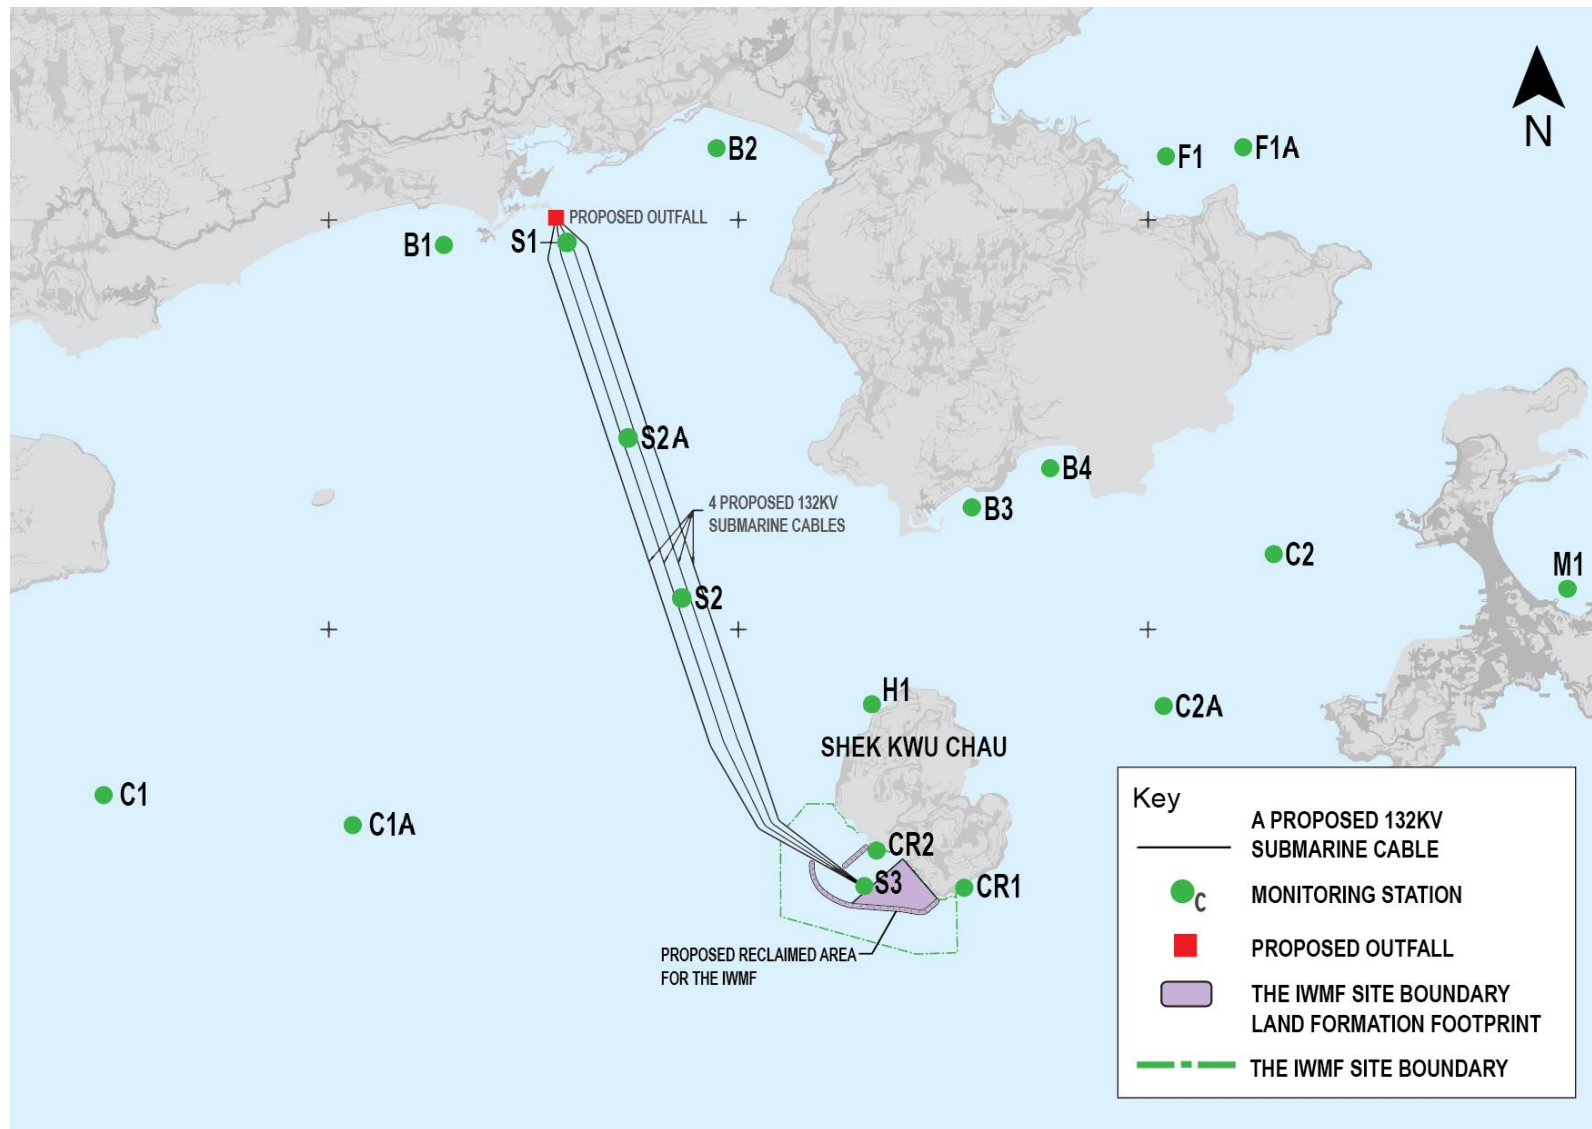 N
B2
F1
F1A
PROPOSED OUTFALL
B1
S1
S2A
B4
B3
4 PROPOSED 132KV
SUBMARINE CABLES
C2
M1
S2
H1
C2A
SHEK KWU CHAU
C1
C1A
CR2
S3
CR1
PROPOSED RECLAIMED AREA
FOR THE IWMF
Key
A PROPOSED 132KV
SUBMARINE CABLE
C
MONITORING STATION
PROPOSED OUTFALL
THE IWMF SITE BOUNDARY
LAND FORMATION FOOTPRINT
THE IWMF SITE BOUNDARY